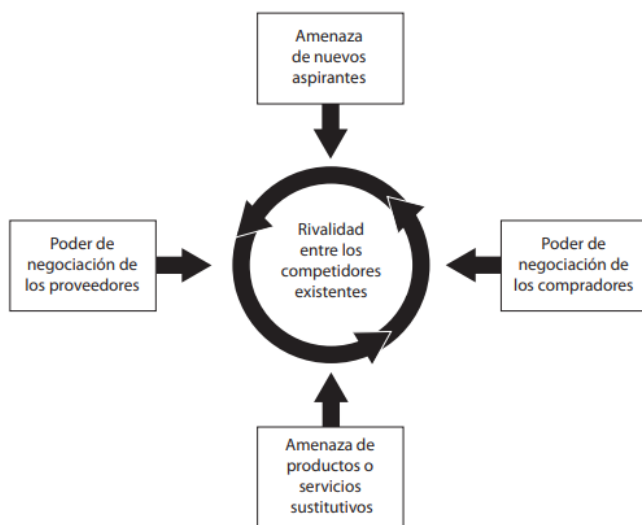 Amenaza
de nuevos
aspirantes
Poder de
negociación de
los proveedores
Rivalidad
entre los
competidores
existentes
Poder de
negociación de
los compradores
Amenaza de
productos o
servicios
sustitutivos